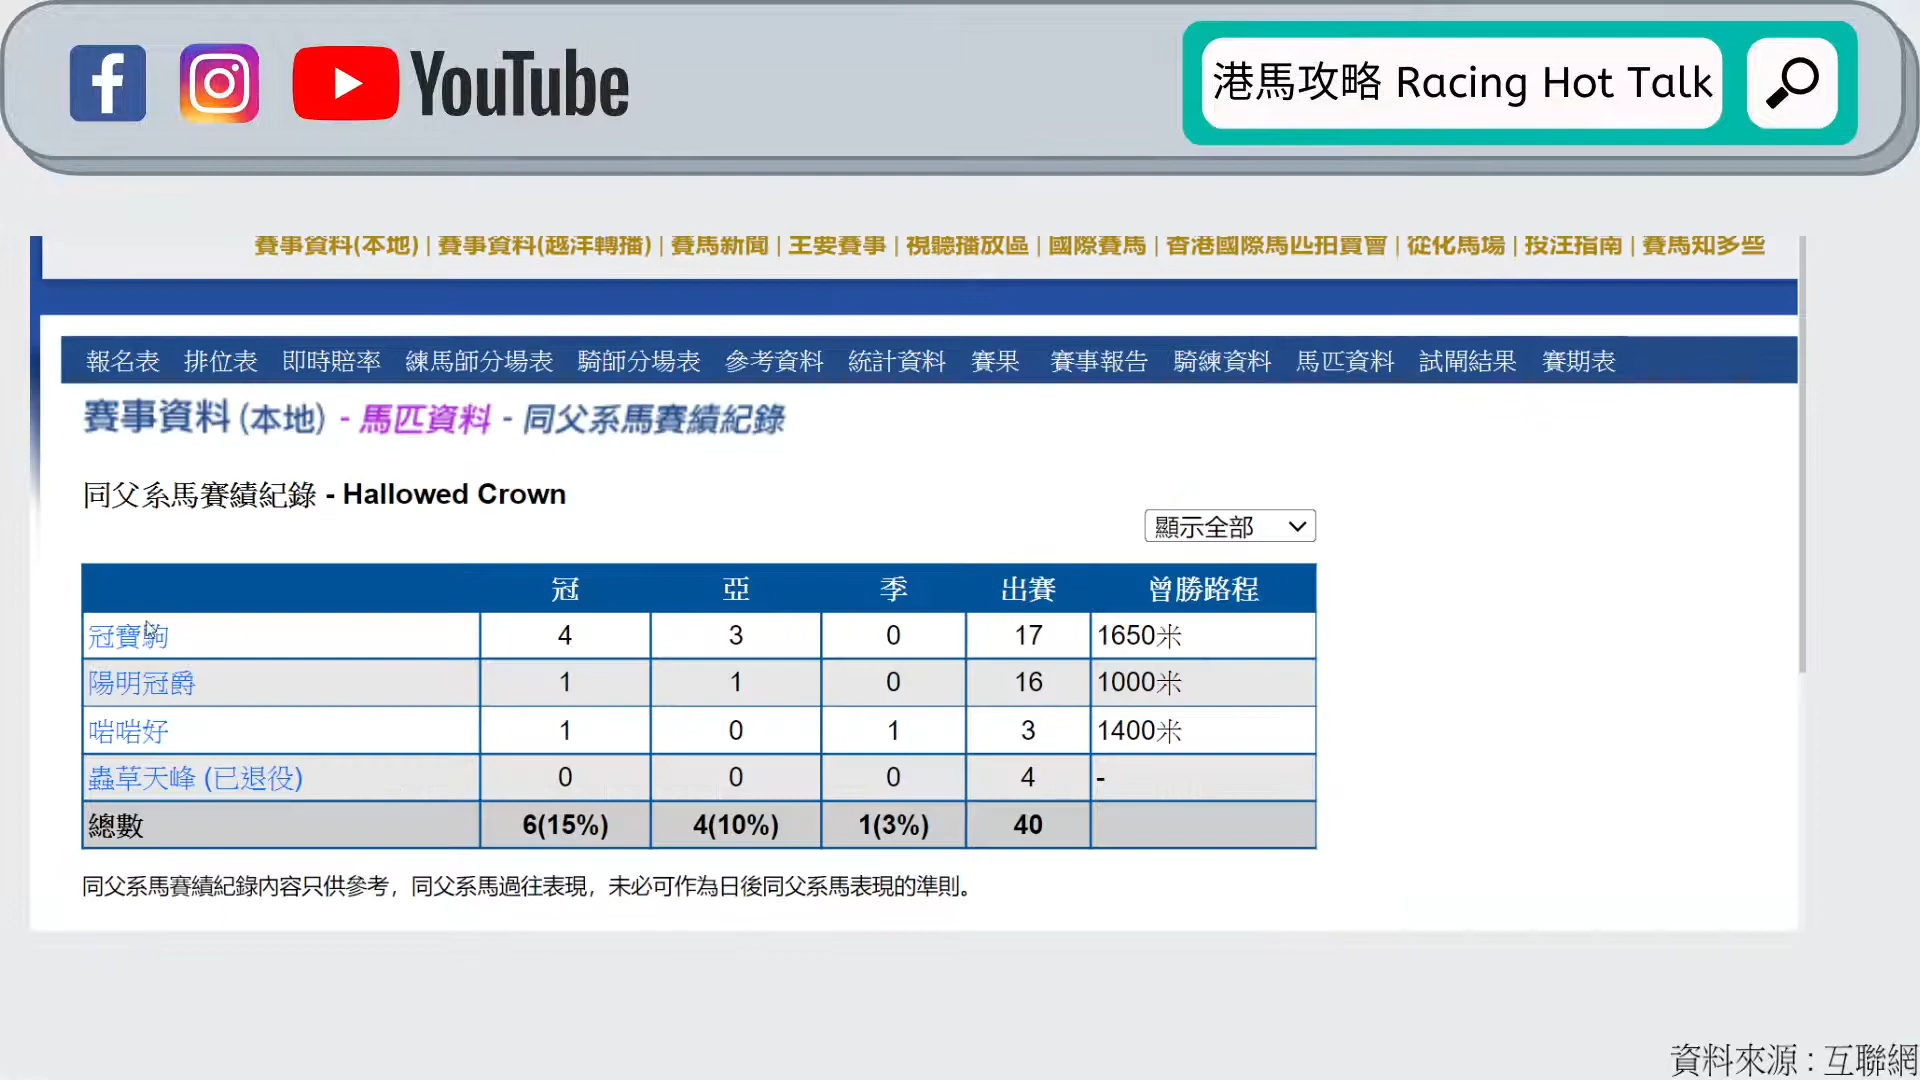 YouTube
港馬攻略 Racing Hot Talk
賽事資料(本地) | 賽事資料(越洋轉播) | 賽馬新聞 | 主要賽事 | 視聽播放區 | 國際賽馬 | 香港國際馬匹拍賣會 | 從化馬場 | 投注指南 | 賽馬知多些
報名表 排位表 即時賠率 練馬師分場表 騎師分場表 參考資料 統計資料 賽果 賽事報告 騎練資料 馬匹資料 試閘結果 賽期表
賽事資料 (本地) - 馬匹資料 - 同父系馬賽績紀錄
同父系馬賽績紀錄 - Hallowed Crown
顯示全部
冠 亞 季 出賽 曾勝路程
冠寶駒 4 3 0 17 1650米
陽明冠爵 1 1 0 16 1000米
啱啱好 1 0 1 3 1400米
蟲草天峰 (已退役) 0 0 0 4 -
總數 6(15%) 4(10%) 1(3%) 40
同父系馬賽績紀錄內容只供參考，同父系馬過往表現，未必可作為日後同父系馬表現的準則。
資料來源 : 互聯網